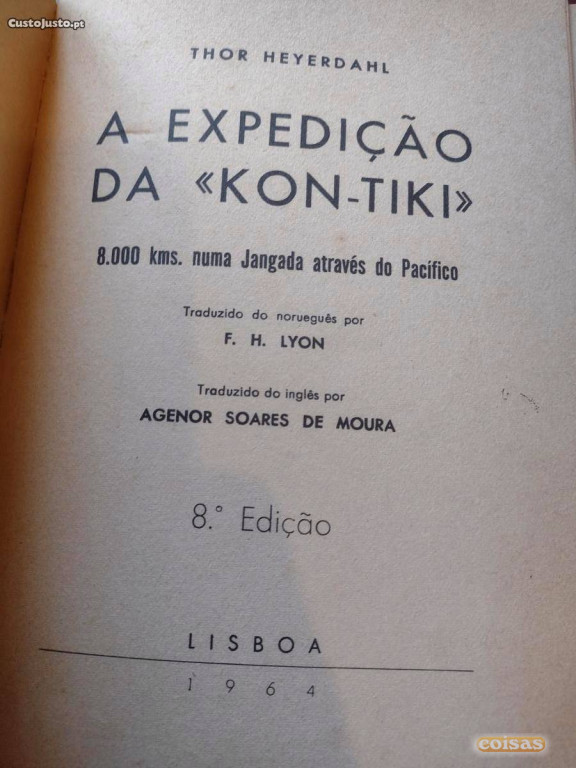 CustoJusto.pt
THOR HEYERDAHL
A EXPEDIÇÃO
DA «KON-TIKI»
8.000 kms. numa Jangada através do Pacífico
Traduzido do norueguês por
F. H. LYON
Traduzido do inglês por
AGENOR SOARES DE MOURA
8.° Edição
LISBOA
1964
coisas